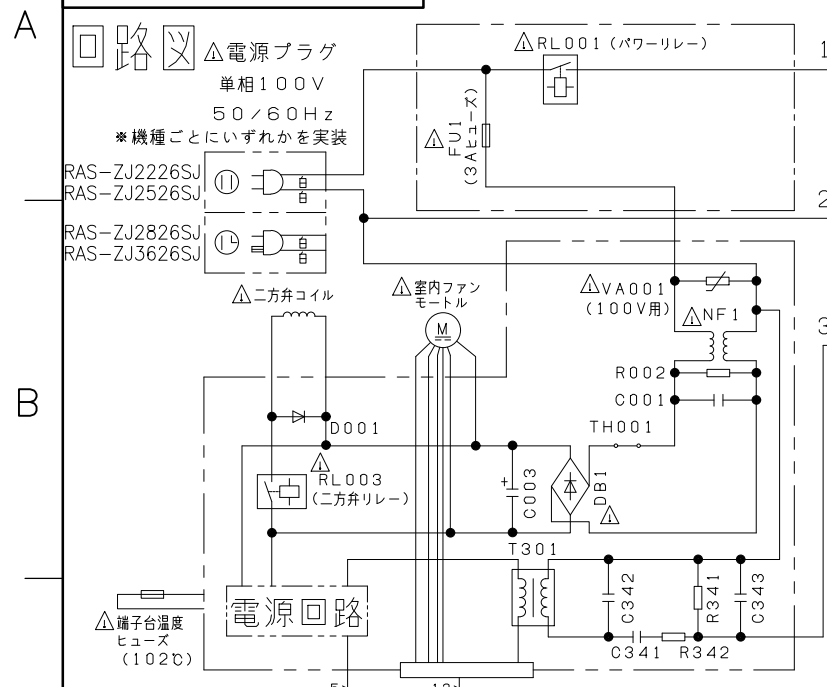 A
回路図
電源プラグ
単相100V
50/60Hz
※機種ごとにいずれかを実装
RAS-ZJ2226SJ
RAS-ZJ2526SJ
RAS-ZJ2826SJ
RAS-ZJ3626SJ
白
白
白
白
RL001(パワーリレー)
FU1
(3Aヒューズ)
1
2
3
B
二方弁コイル
室内ファン
モートル
M
VA001
(100V用)
NF1
R002
C001
TH001
D001
RL003
(二方弁リレー)
+
C003
DB1
T301
C342
R341
C343
C341
R342
電源回路
端子台温度
ヒューズ
(102℃)